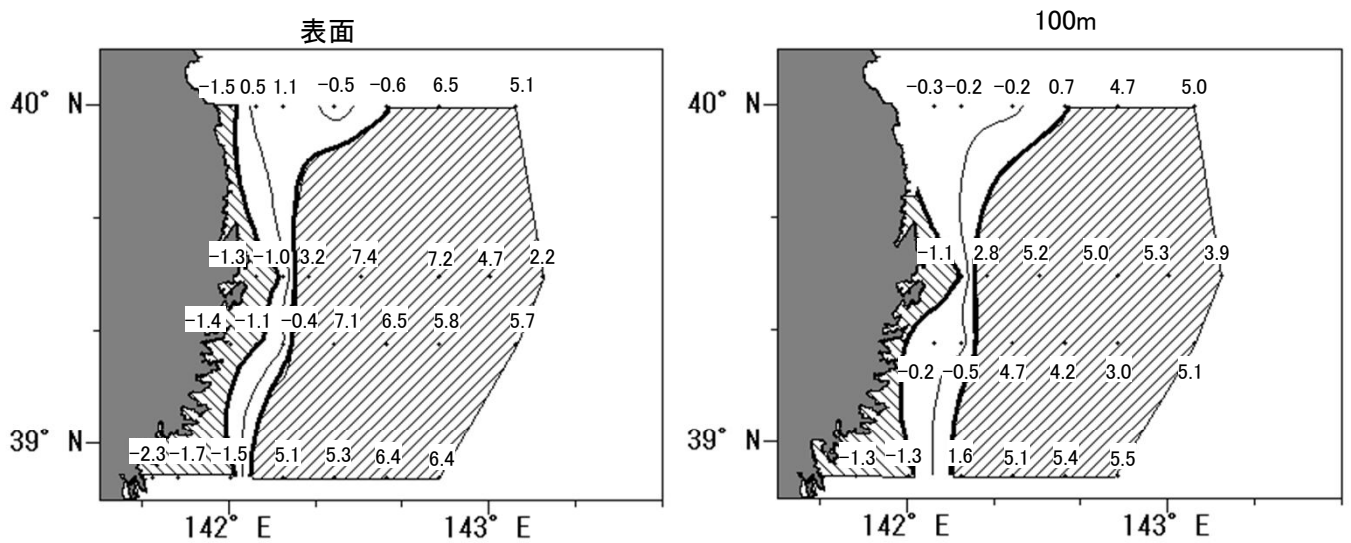 表面
-1.5 0.5 1.1 -0.5 -0.6 6.5 5.1
40° N
-1.3 -1.0 3.2 7.4 7.2 4.7 2.2
-1.4 -1.1 -0.4 7.1 6.5 5.8 5.7
39° N
-2.3 -1.7 -1.5 5.1 5.3 6.4 6.4
142° E 143° E
100m
-0.3 -0.2 -0.2 0.7 4.7 5.0
40° N
-1.1 2.8 5.2 5.0 5.3 3.9
-0.2 -0.5 4.7 4.2 3.0 5.1
39° N
-1.3 -1.3 1.6 5.1 5.4 5.5
142° E 143° E